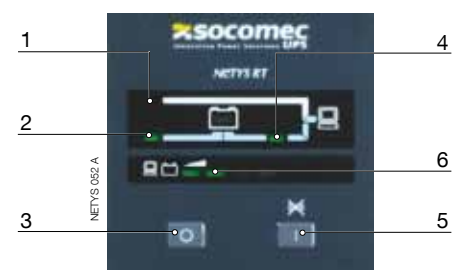 socomec
Innovative Power Solutions UPS
NETYS RT
1
2
3
4
5
6
NETYS 052 A
O
I